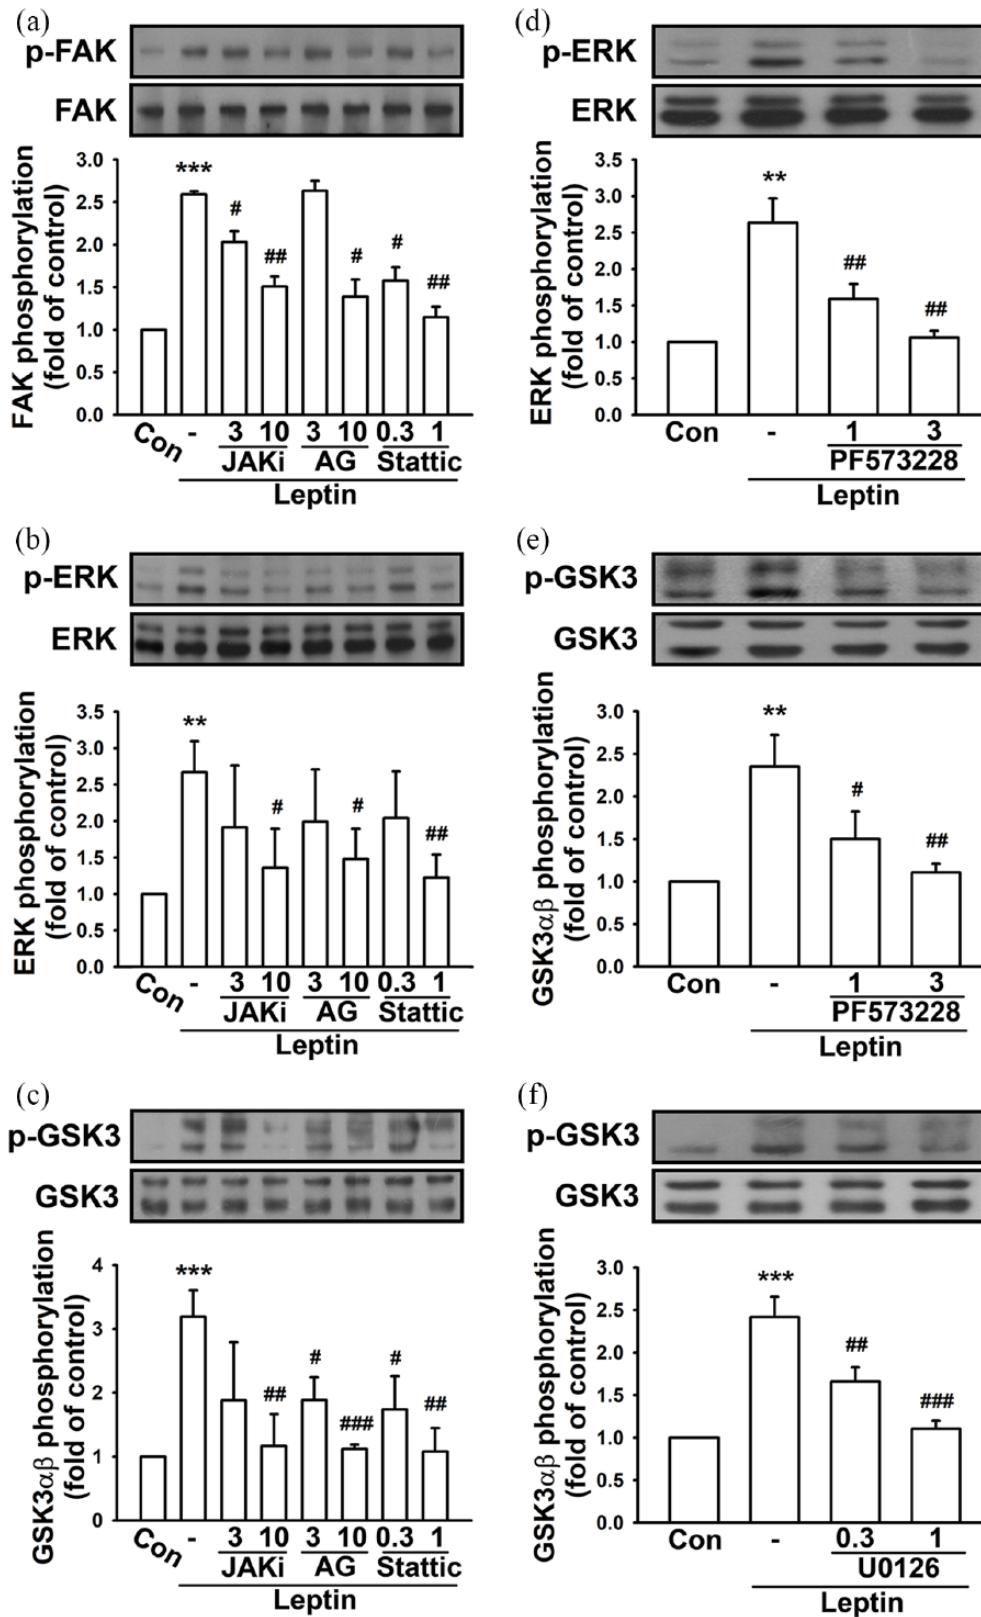 (a)
p-FAK
FAK
FAK phosphorylation
(fold of control)
3.0
2.5
2.0
1.5
1.0
0.5
0.0
*** # ## # # ##
Con - 3 10 3 10 0.3 1
JAKi AG Stattic
Leptin
(b)
p-ERK
ERK
ERK phosphorylation
(fold of control)
3.5
3.0
2.5
2.0
1.5
1.0
0.5
0.0
** # # ##
Con - 3 10 3 10 0.3 1
JAKi AG Stattic
Leptin
(c)
p-GSK3
GSK3
GSK3αβ phosphorylation
(fold of control)
4
3
2
1
0
*** ## # ### # ##
Con - 3 10 3 10 0.3 1
JAKi AG Stattic
Leptin
(d)
p-ERK
ERK
ERK phosphorylation
(fold of control)
3.5
3.0
2.5
2.0
1.5
1.0
0.5
0.0
** ## ##
Con - 1 3
PF573228
Leptin
(e)
p-GSK3
GSK3
GSK3αβ phosphorylation
(fold of control)
3.0
2.5
2.0
1.5
1.0
0.5
0.0
** # ##
Con - 1 3
PF573228
Leptin
(f)
p-GSK3
GSK3
GSK3αβ phosphorylation
(fold of control)
3.0
2.5
2.0
1.5
1.0
0.5
0.0
*** ## ###
Con - 0.3 1
U0126
Leptin